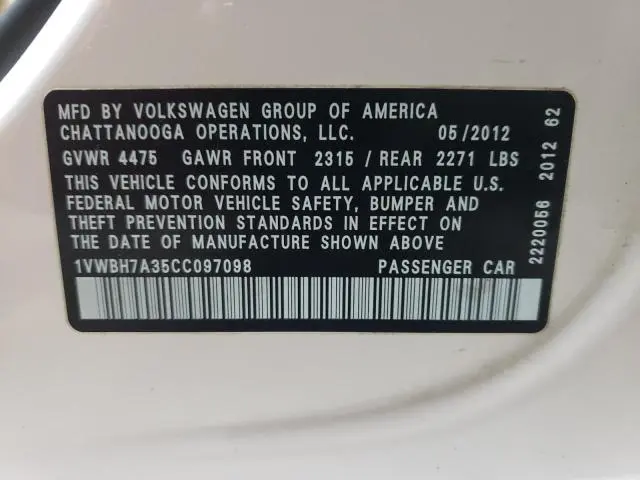 MFD BY VOLKSWAGEN GROUP OF AMERICA
CHATTANOOGA OPERATIONS, LLC. 05/2012
GVWR 4475 GAWR FRONT 2315 / REAR 2271 LBS
THIS VEHICLE CONFORMS TO ALL APPLICABLE U.S.
FEDERAL MOTOR VEHICLE SAFETY, BUMPER AND
THEFT PREVENTION STANDARDS IN EFFECT ON
THE DATE OF MANUFACTURE SHOWN ABOVE
1VWBH7A35CC097098 PASSENGER CAR
2220056 2012 62